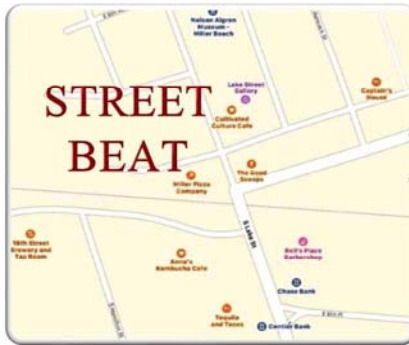 Nelson Algren
Museum -
Miller Beach
Lake Street
Gallery
Captain's
House
STREET
BEAT
Cultivated
Culture Cafe
The Good
Scoops
Miller Pizza
Company
S Lake St
18th Street
Brewery and
Tap Room
Anna's
Kombucha Cafe
Barbershop
Chase Bank
Tequila
and Tacos
Centier Bank